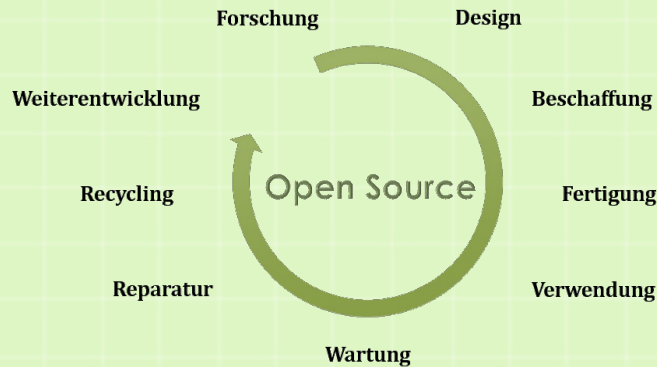 Forschung
Design
Weiterentwicklung
Beschaffung
Open Source
Recycling
Fertigung
Reparatur
Verwendung
Wartung